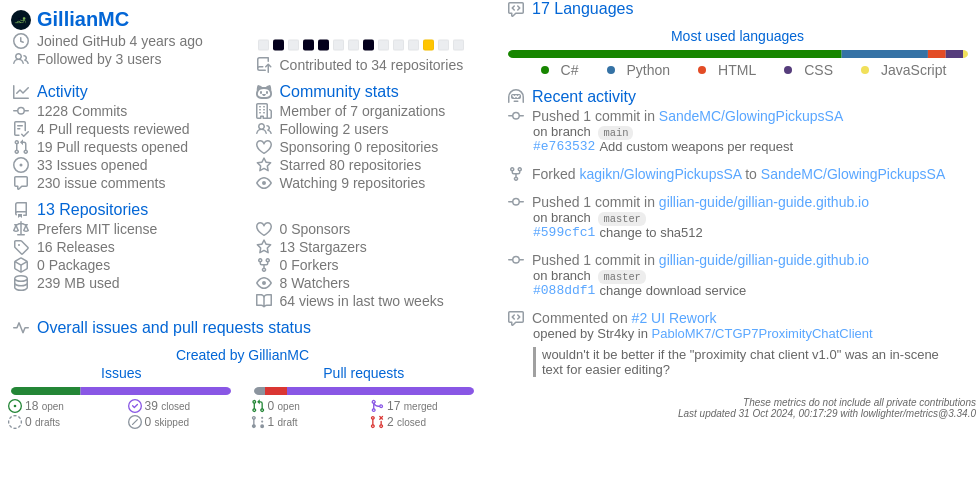 GillianMC
Joined GitHub 4 years ago
Followed by 3 users
Contributed to 34 repositories
Activity
1228 Commits
4 Pull requests reviewed
19 Pull requests opened
33 Issues opened
230 issue comments
Community stats
Member of 7 organizations
Following 2 users
Sponsoring 0 repositories
Starred 80 repositories
Watching 9 repositories
13 Repositories
Prefers MIT license
16 Releases
0 Packages
239 MB used
0 Sponsors
13 Stargazers
0 Forkers
8 Watchers
64 views in last two weeks
Overall issues and pull requests status
Created by GillianMC
Issues
18 open
39 closed
0 drafts
0 skipped
Pull requests
0 open
17 merged
1 draft
2 closed
17 Languages
Most used languages
C# Python HTML CSS JavaScript
Recent activity
Pushed 1 commit in SandeMC/GlowingPickupsSA
on branch main
#e763532 Add custom weapons per request
Forked kagikn/GlowingPickupsSA to SandeMC/GlowingPickupsSA
Pushed 1 commit in gillian-guide/gillian-guide.github.io
on branch master
#599cfc1 change to sha512
Pushed 1 commit in gillian-guide/gillian-guide.github.io
on branch master
#088ddf1 change download service
Commented on #2 UI Rework
opened by Str4ky in PabloMK7/CTGP7ProximityChatClient
wouldn't it be better if the "proximity chat client v1.0" was an in-scene
text for easier editing?
These metrics do not include all private contributions
Last updated 31 Oct 2024, 00:17:29 with lowlighter/metrics@3.34.0